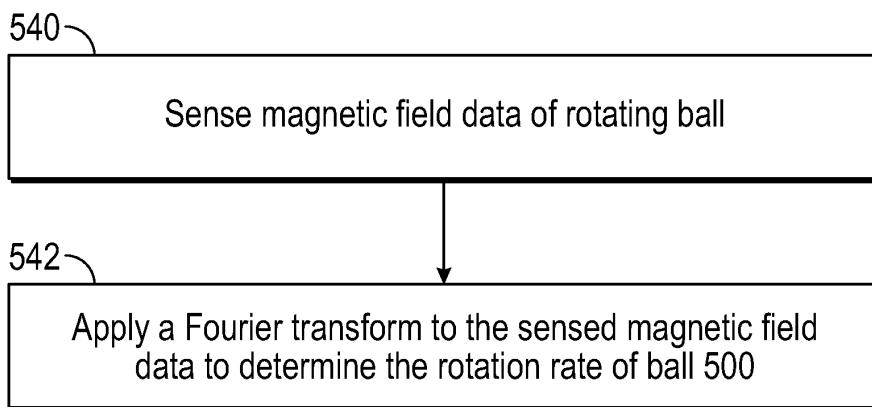 540
Sense magnetic field data of rotating ball
542
Apply a Fourier transform to the sensed magnetic field
data to determine the rotation rate of ball 500